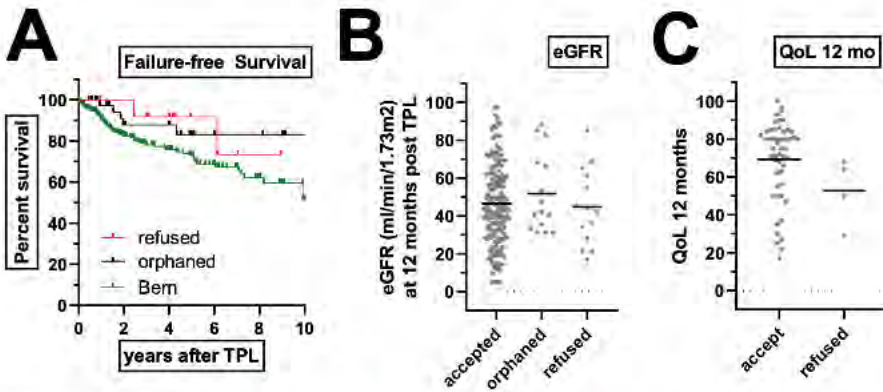 A
Failure-free Survival
Percent survival
100
80
60
40
20
0
refused
orphaned
Bern
0
2
4
6
8
10
years after TPL
B
eGFR
eGFR (ml/min/1.73m2)
at 12 months post TPL
100
80
60
40
20
0
accepted
orphaned
refused
C
QoL 12 mo
QoL 12 months
100
80
60
40
20
0
accept
refused